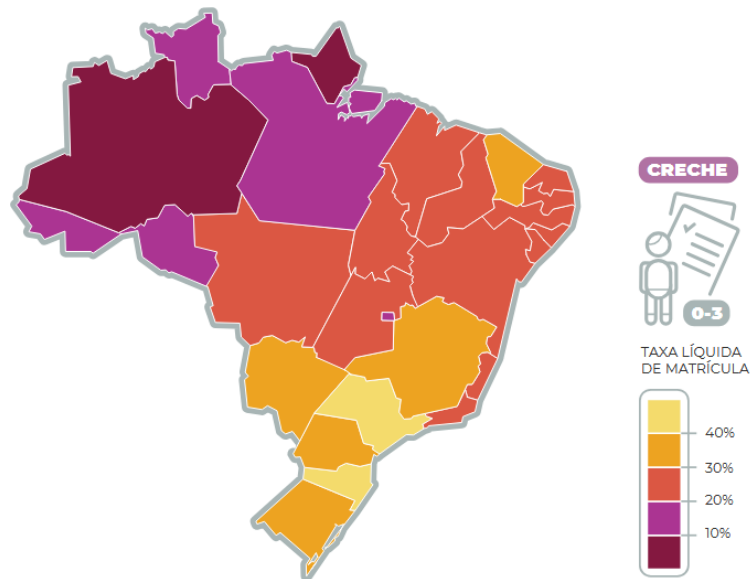 CRECHE
0-3
TAXA LÍQUIDA
DE MATRÍCULA
40%
30%
20%
10%